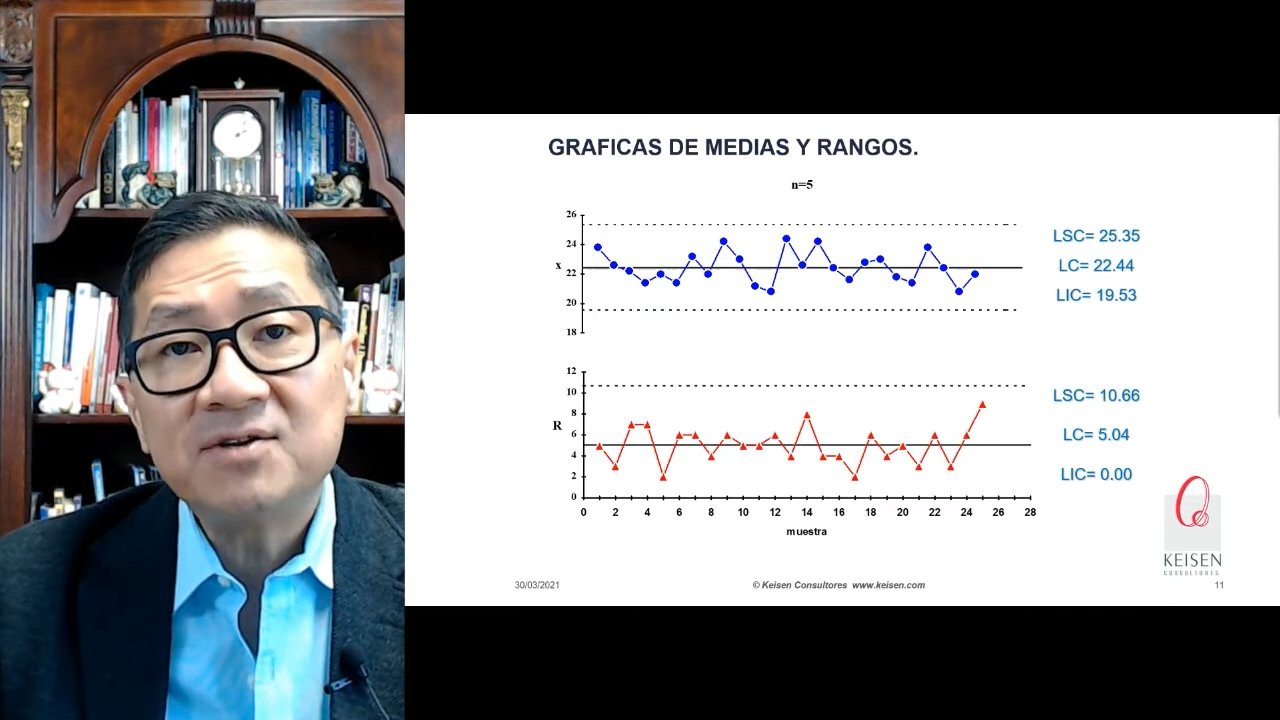 GRAFICAS DE MEDIAS Y RANGOS.
n=5
26
24
x
22
20
18
LSC= 25.35
LC= 22.44
LIC= 19.53
12
10
8
R
6
4
2
0
0 2 4 6 8 10 12 14 16 18 20 22 24 26 28
muestra
LSC= 10.66
LC= 5.04
LIC= 0.00
KEISEN
CONSULTORES
30/03/2021
© Keisen Consultores www.keisen.com
11